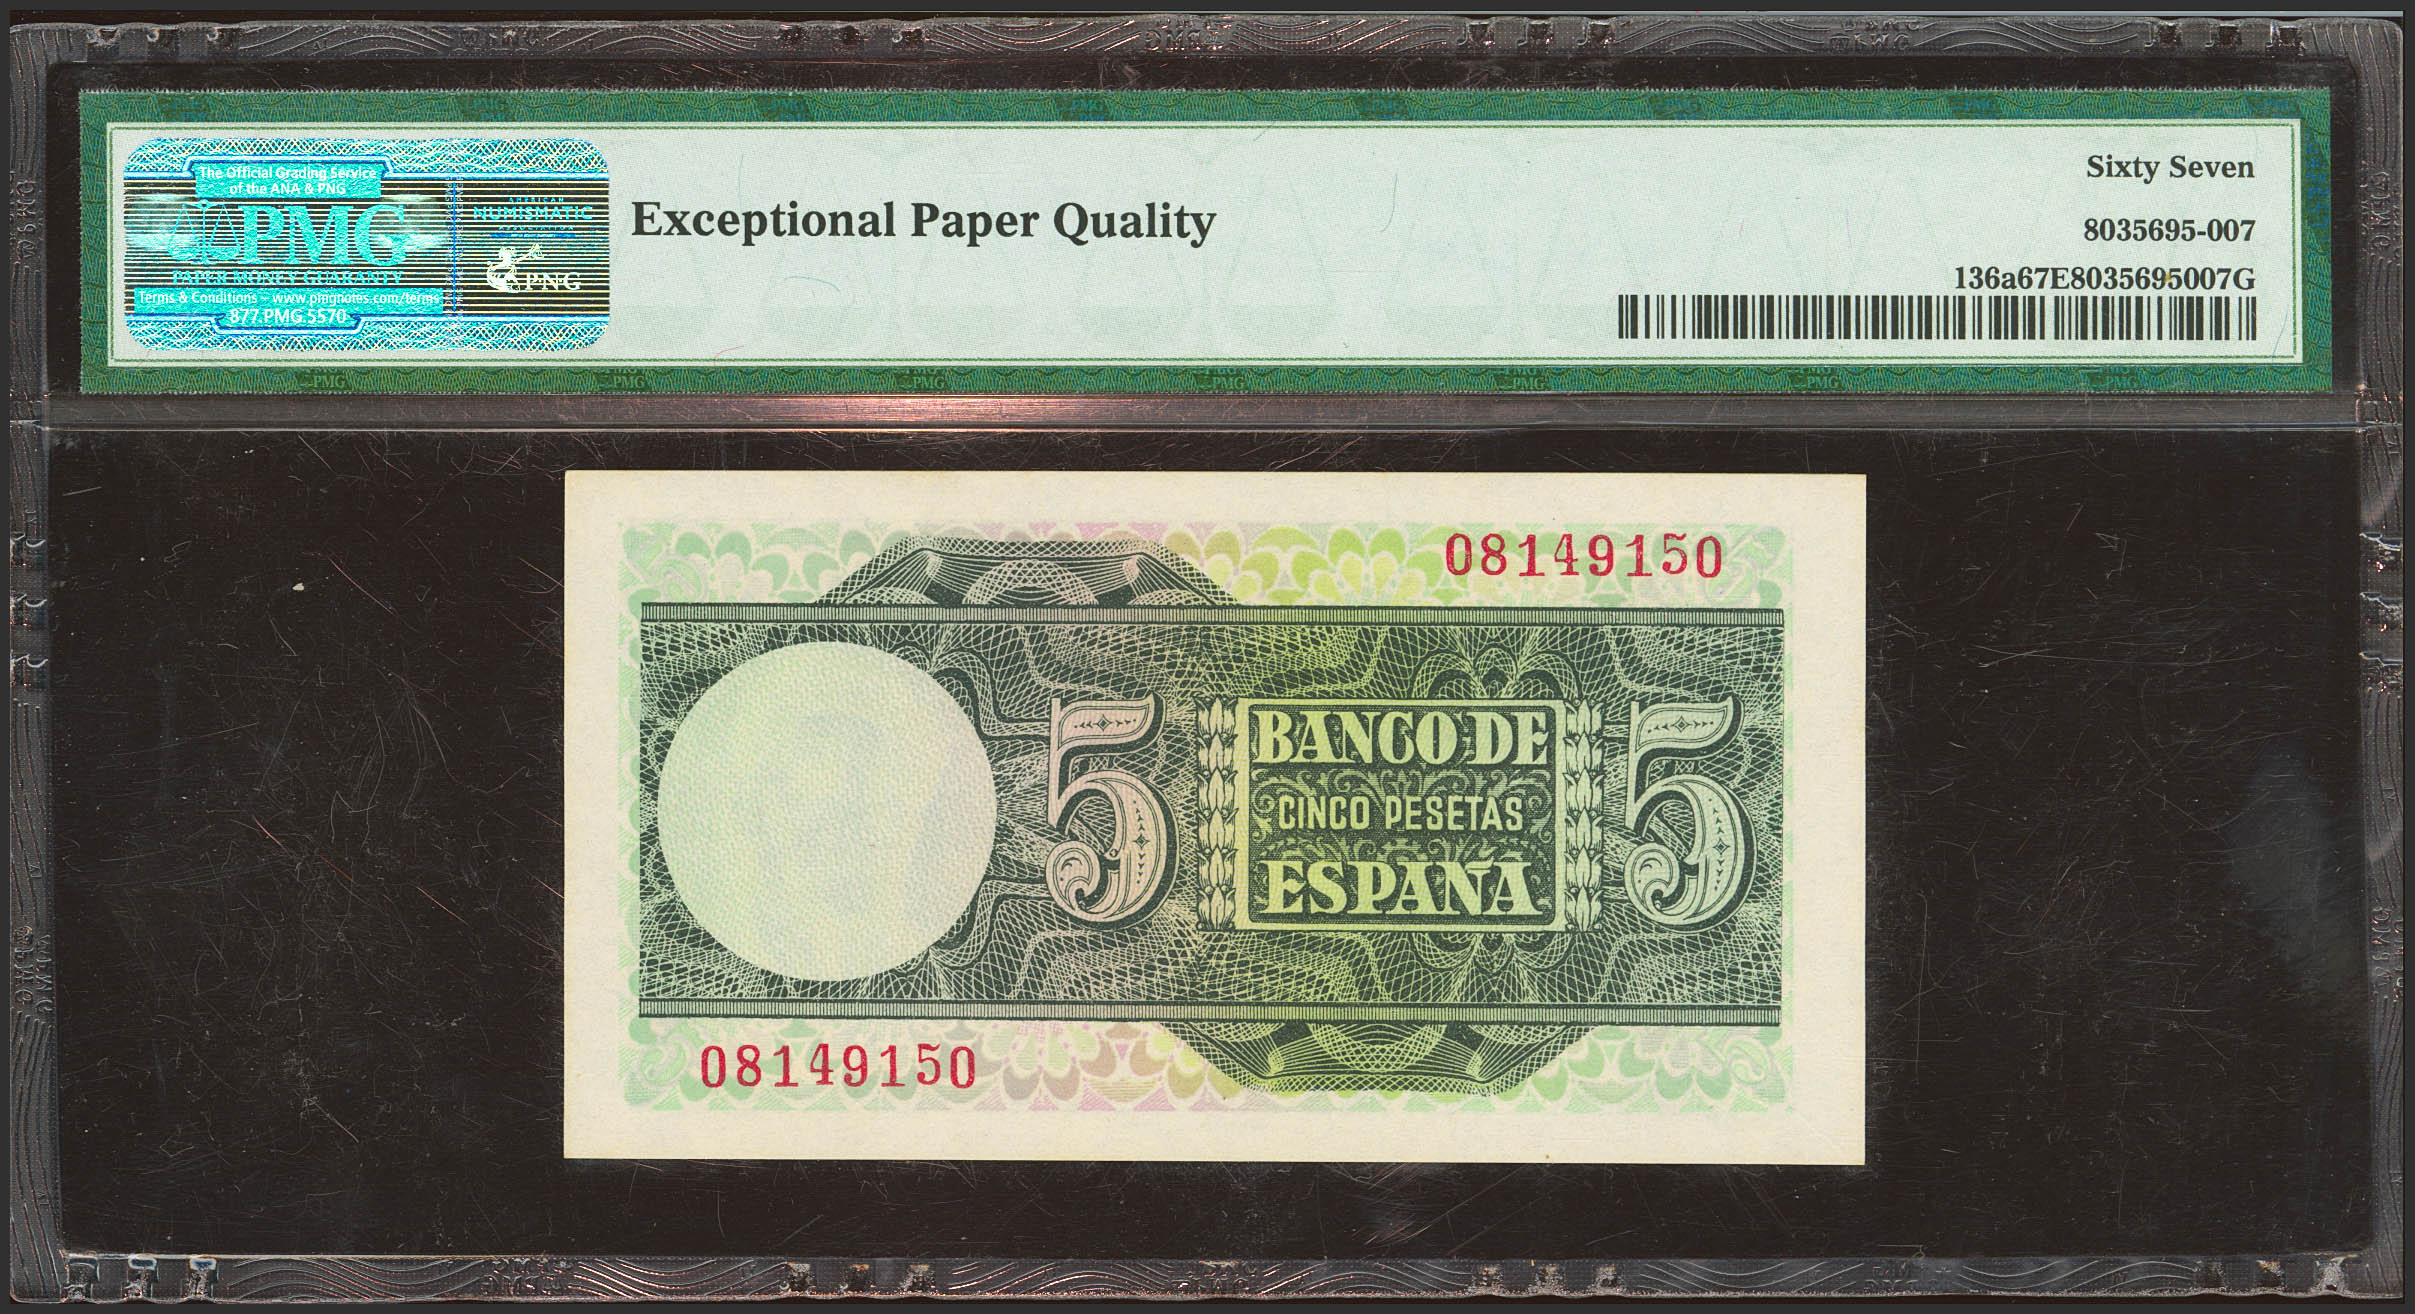 The Official Grading Service
of the ANA & PNG
PMG
PAPER MONEY GUARANTY
Terms & Conditions – www.pmgnotes.com/terms
877.PMG.5570
AMERICAN
NUMISMATIC
ASSOCIATION
PNG
Exceptional Paper Quality
Sixty Seven
8035695-007
136a67E8035695007G
08149150
5
BANCO DE
CINCO PESETAS
ESPAÑA
5
08149150